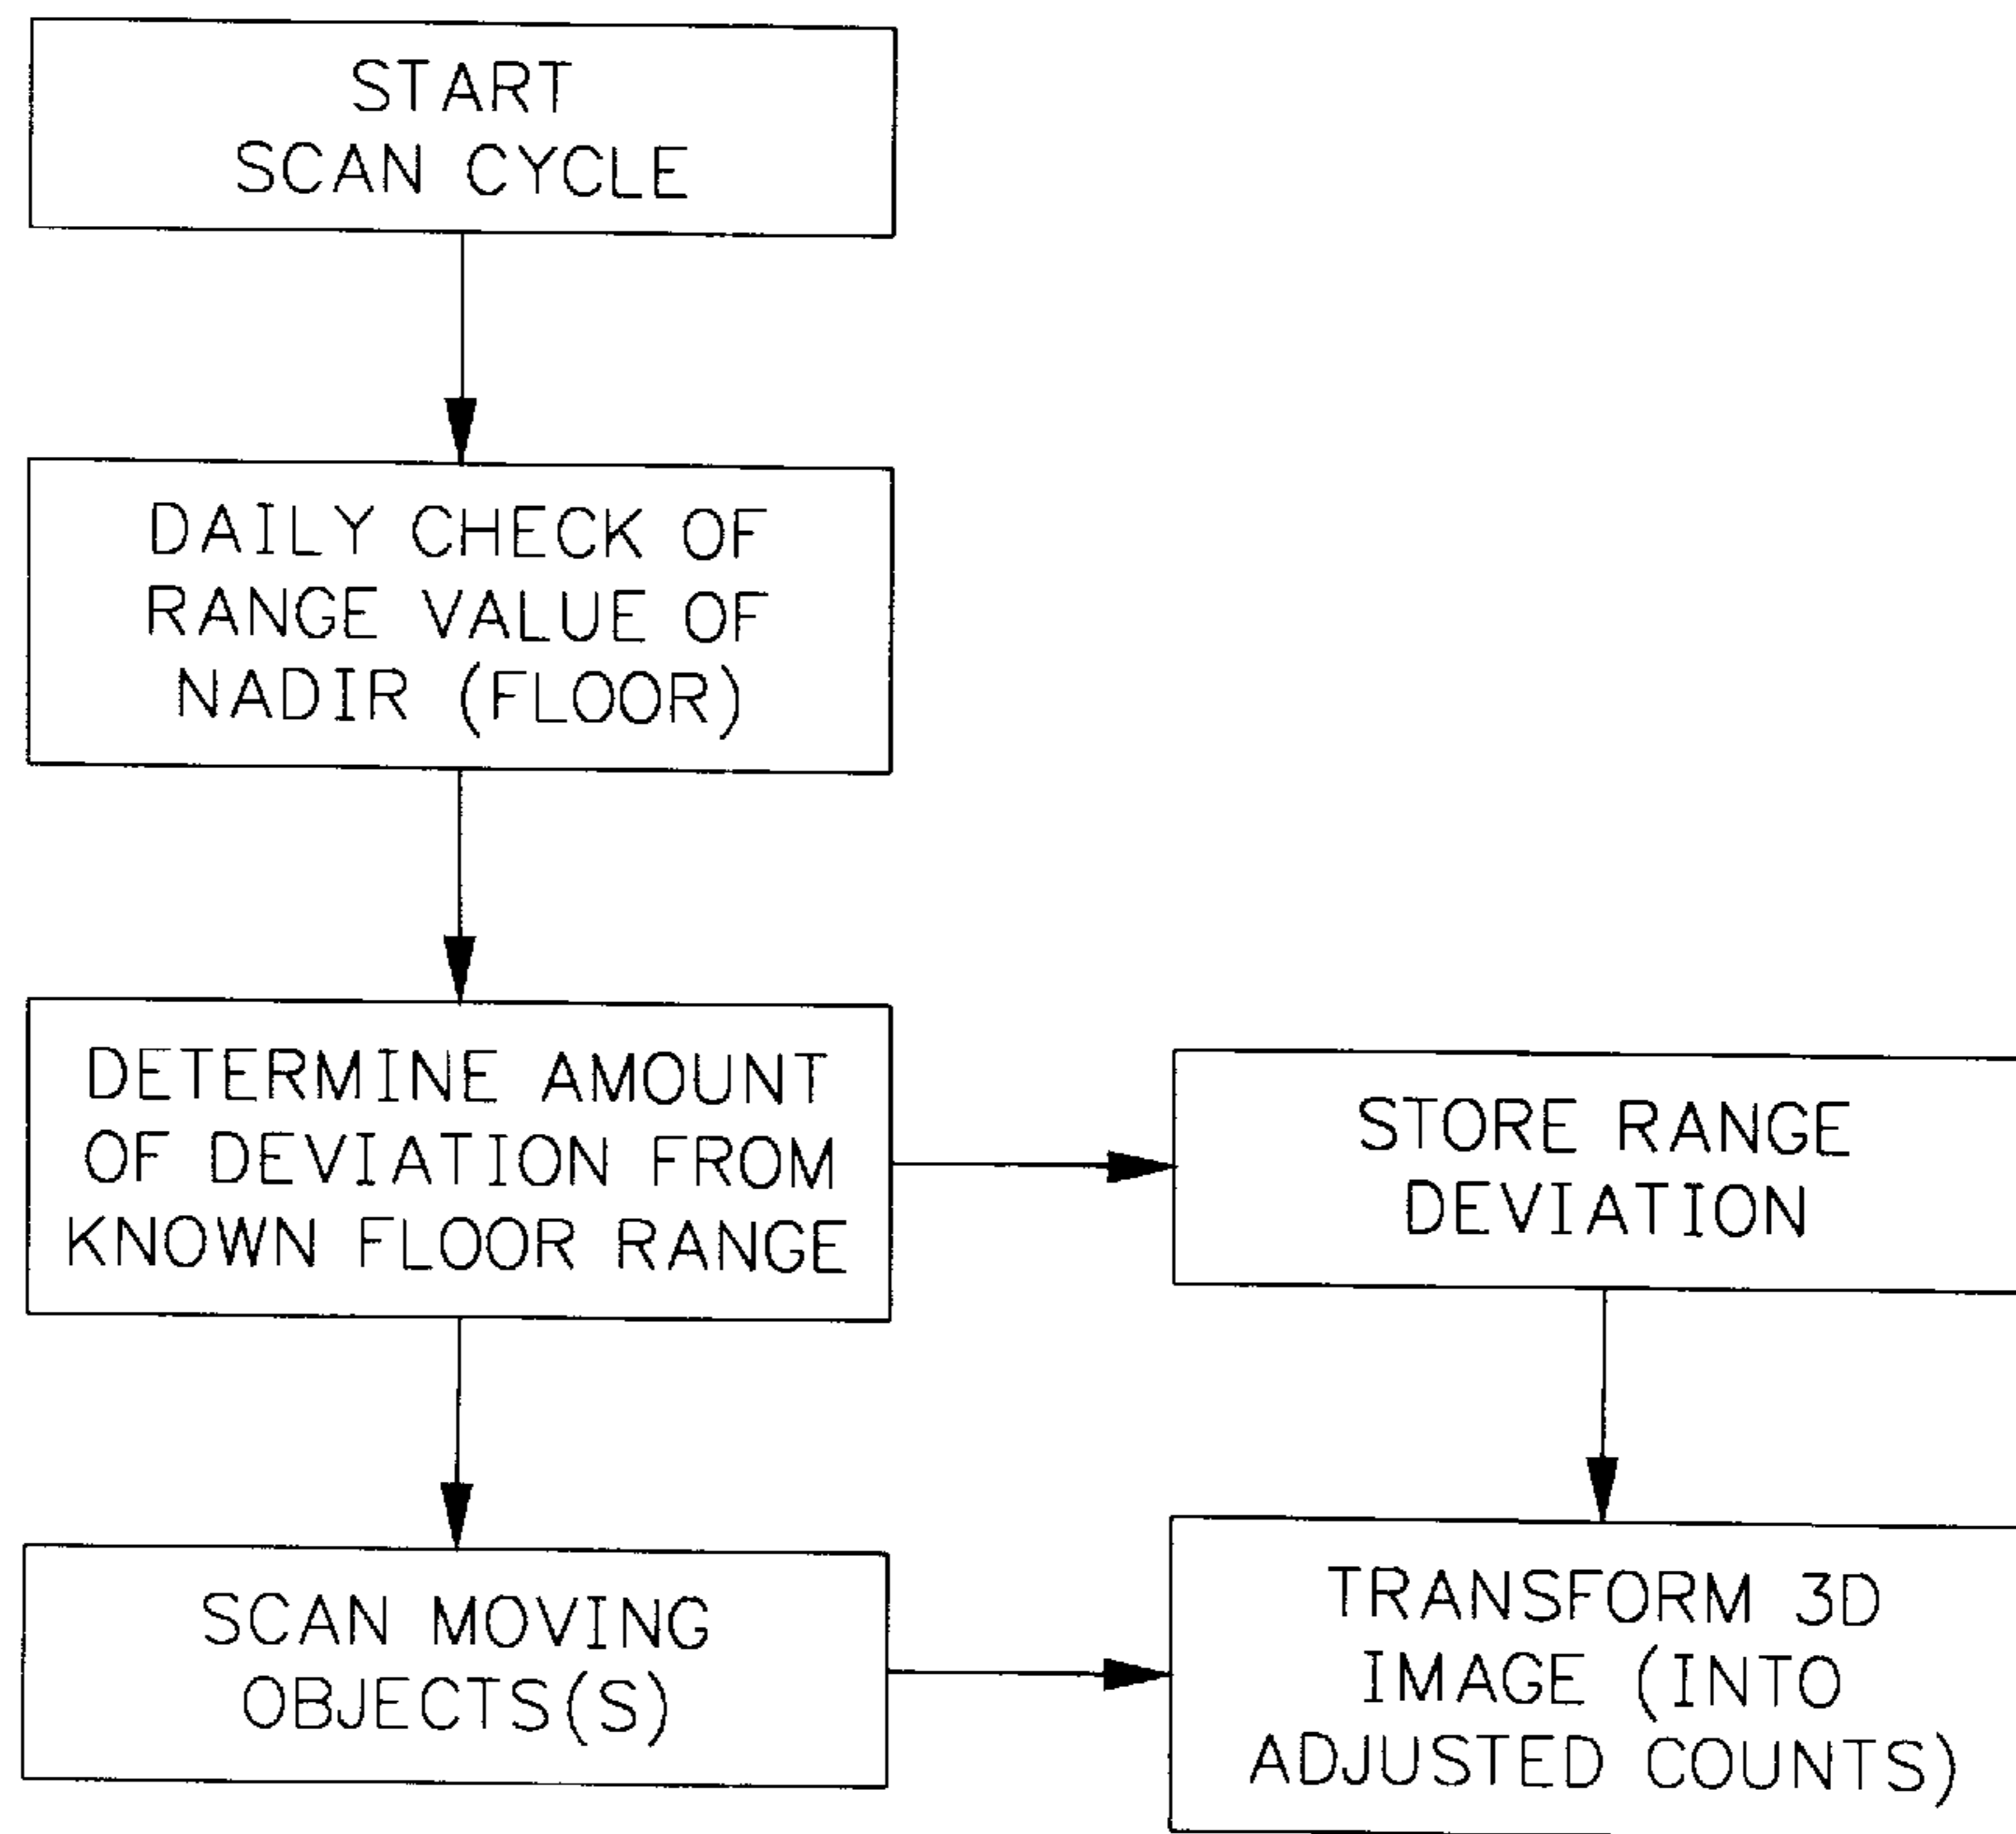 START
SCAN CYCLE
DAILY CHECK OF
RANGE VALUE OF
NADIR (FLOOR)
DETERMINE AMOUNT
OF DEVIATION FROM
KNOWN FLOOR RANGE
STORE RANGE
DEVIATION
SCAN MOVING
OBJECTS(S)
TRANSFORM 3D
IMAGE (INTO
ADJUSTED COUNTS)